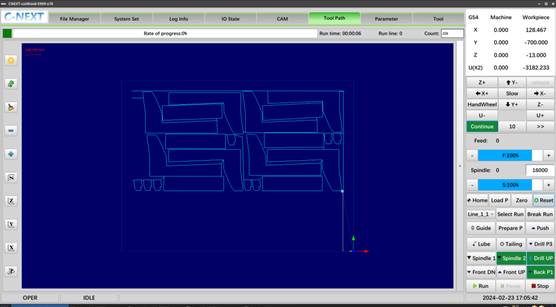 C-NEXT
File Manager
System Set
Log Info
IO State
CAM
Tool Path
Parameter
Tool
Rate of progress:0%
Run time: 00:00:06
Run line: 0
Count:
G54 Machine Workpiece
X 0.000 128.467
Y 0.000 -700.000
Z 0.000 -13.000
U(X2) 0.000 -3182.233
Z+
Y-
X+
Slow
X-
HandWheel
Y+
Z-
U-
U+
Continue
10
>>
Feed: 0
- F:100% +
Spindle: 0 16000
- S:100% +
Home
Load P
Zero
Reset
Line_1_1
Select Run
Break Run
Guide
Prepare P
Push
Lube
Tailing
Drill P3
Spindle 1
Spindle 2
Drill UP
Front DN
Front UP
Back P1
Run
Stop
OPER
IDLE
2024-02-23 17:05:42